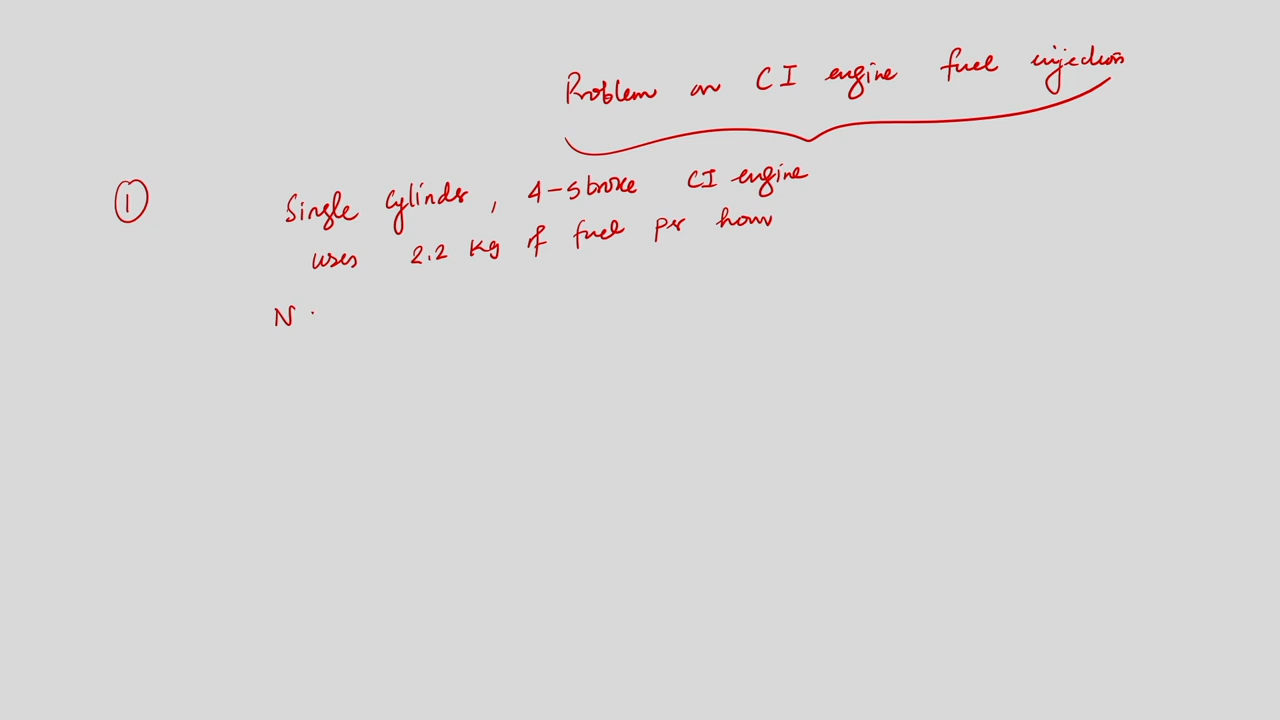 Problem on CI engine fuel injection
① Single cylinder, 4-stroke CI engine
uses 2.2 kg of fuel per hour
N